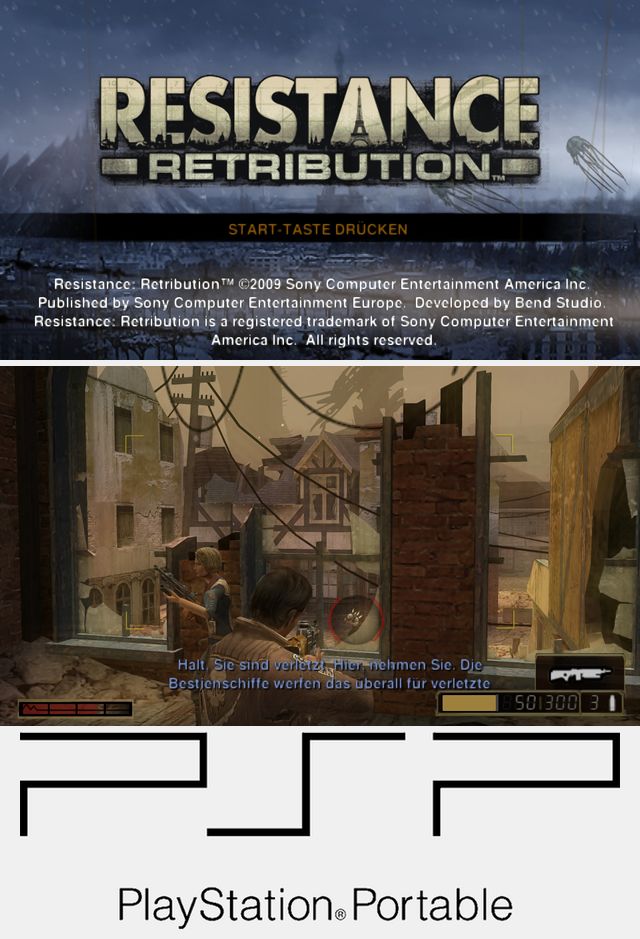 RESISTANCE
RETRIBUTION™
START-TASTE DRÜCKEN
Resistance: Retribution™ ©2009 Sony Computer Entertainment America Inc.
Published by Sony Computer Entertainment Europe. Developed by Bend Studio.
Resistance: Retribution is a registered trademark of Sony Computer Entertainment
America Inc. All rights reserved.
Halt, Sie sind verletzt. Hier, nehmen Sie. Die
Bestienschiffe werfen das überall für verletzte
50|300 3
PSP
PlayStation®Portable